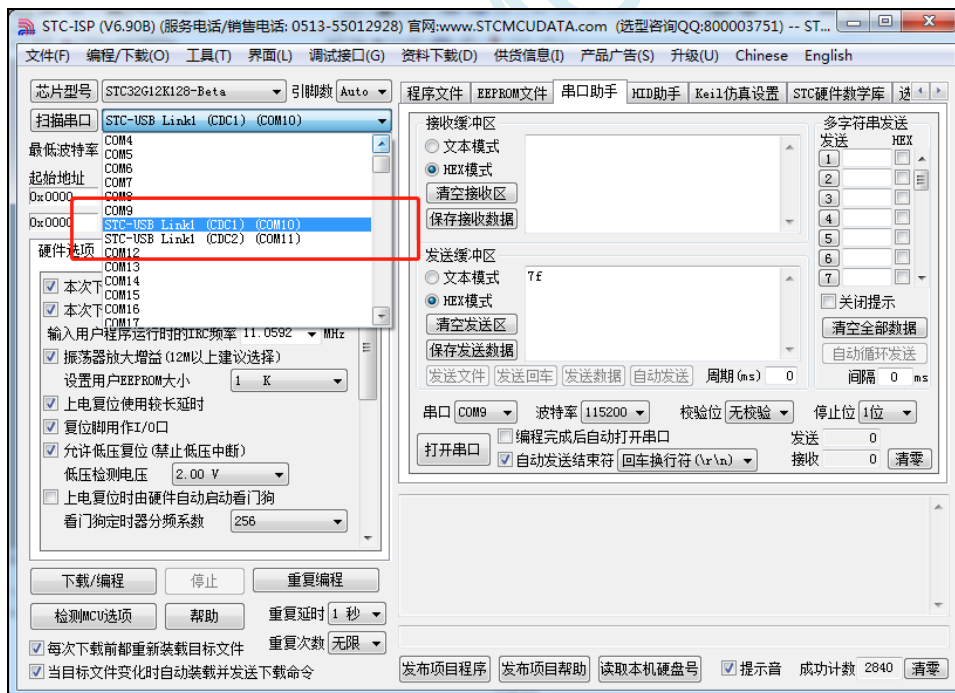 STC-ISP (V6.90B) (服务电话/销售电话: 0513-55012928) 官网:www.STCMCUDATA.com (选型咨询QQ:800003751) -- ST...
文件(F) 编程/下载(O) 工具(T) 界面(L) 调试接口(G) 资料下载(D) 供货信息(I) 产品广告(S) 升级(U) Chinese English
芯片型号 STC32G12K128-Beta 引脚数 Auto
扫描串口 STC-USB Link1 (CDC1) (COM10)
最低波特率
起始地址
0x0000
0x0000
COM4
COM5
COM6
COM7
COM8
COM9
STC-USB Link1 (CDC1) (COM10)
STC-USB Link1 (CDC2) (COM11)
COM12
COM13
COM14
COM15
COM16
COM17
硬件选项
本次下
本次下
输入用户程序运行时的IRC频率 11.0592 MHz
振荡器放大增益(12M以上建议选择)
设置用户EEPROM大小 1 K
上电复位使用较长延时
复位脚用作I/O口
允许低压复位(禁止低压中断)
低压检测电压 2.00 V
上电复位时由硬件自动启动看门狗
看门狗定时器分频系数 256
下载/编程 停止 重复编程
检测MCU选项 帮助 重复延时 1 秒
每次下载前都重新装载目标文件 重复次数 无限
当目标文件变化时自动装载并发送下载命令
程序文件 EEPROM文件 串口助手 HID助手 Keil仿真设置 STC硬件数学库 选
接收缓冲区
文本模式
HEX模式
清空接收区
保存接收数据
发送缓冲区
文本模式
HEX模式
清空发送区
保存发送数据
7f
发送文件 发送回车 发送数据 自动发送 周期(ms) 0
多字符串发送
发送 HEX
1
2
3
4
5
6
7
关闭提示
清空全部数据
自动循环发送
间隔 0 ms
串口 COM9 波特率 115200 校验位 无校验 停止位 1位
打开串口 编程完成后自动打开串口 发送 0
自动发送结束符 回车换行符(\r\n) 接收 0 清零
发布项目程序 发布项目帮助 读取本机硬盘号 提示音 成功计数 2840 清零